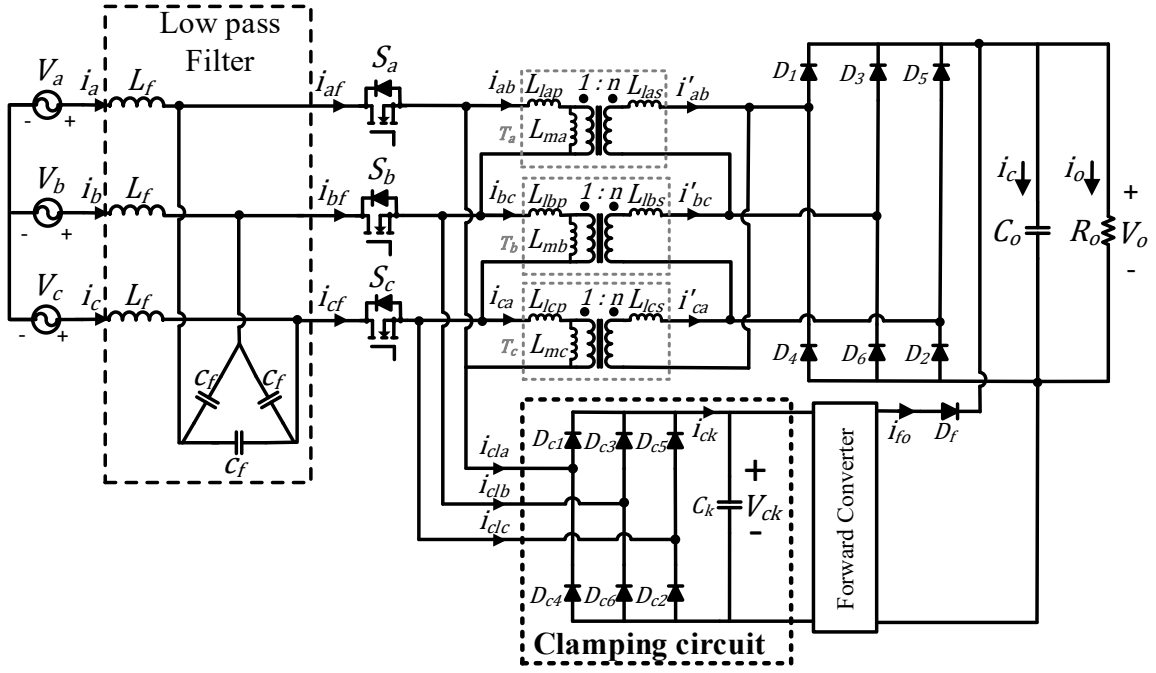 Low pass
Filter
Va
ia
Lf
iaf
Sa
iab
Llap
1 : n
Llas
i'ab
Ta
Lma
D1
D3
D5
Vb
ib
Lf
ibf
Sb
ibc
Llbp
1 : n
Llbs
i'bc
Tb
Lmb
ic
io
Co
Ro
+
Vo
-
Vc
ic
Lf
icf
Sc
ica
Llcp
1 : n
Llcs
i'ca
Tc
Lmc
D4
D6
D2
- +
- +
- +
Cf
Cf
Cf
icla
iclb
iclc
Dc1
Dc3
Dc5
ick
Ck
+
Vck
-
Dc4
Dc6
Dc2
Clamping circuit
Forward Converter
ifo
Df